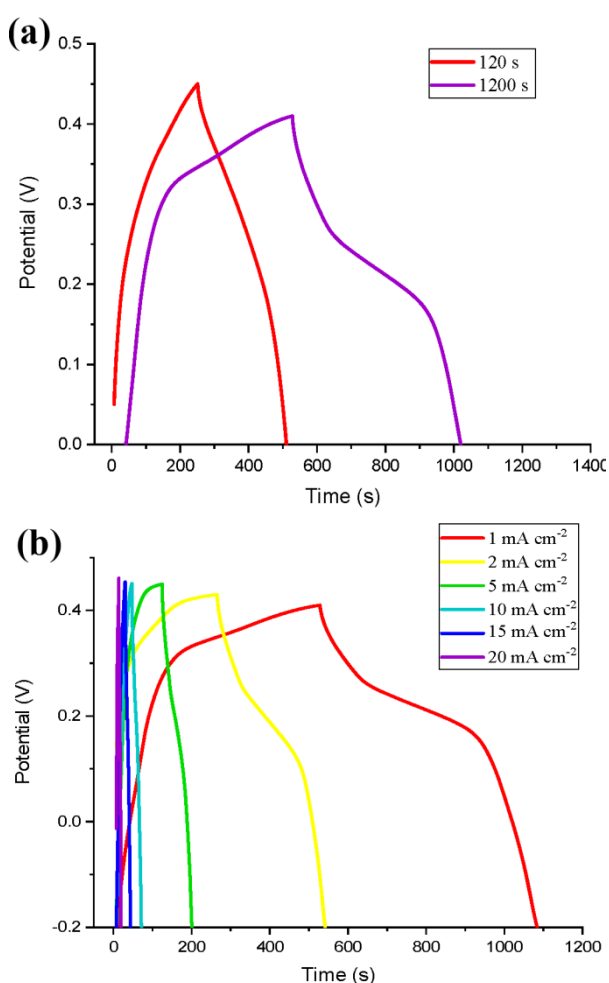 (a)
120 s
1200 s
0.5
0.4
0.3
0.2
0.1
0.0
Potential (V)
0 200 400 600 800 1000 1200 1400
Time (s)
(b)
1 mA cm⁻²
2 mA cm⁻²
5 mA cm⁻²
10 mA cm⁻²
15 mA cm⁻²
20 mA cm⁻²
0.4
0.2
0.0
-0.2
Potential (V)
0 200 400 600 800 1000 1200
Time (s)